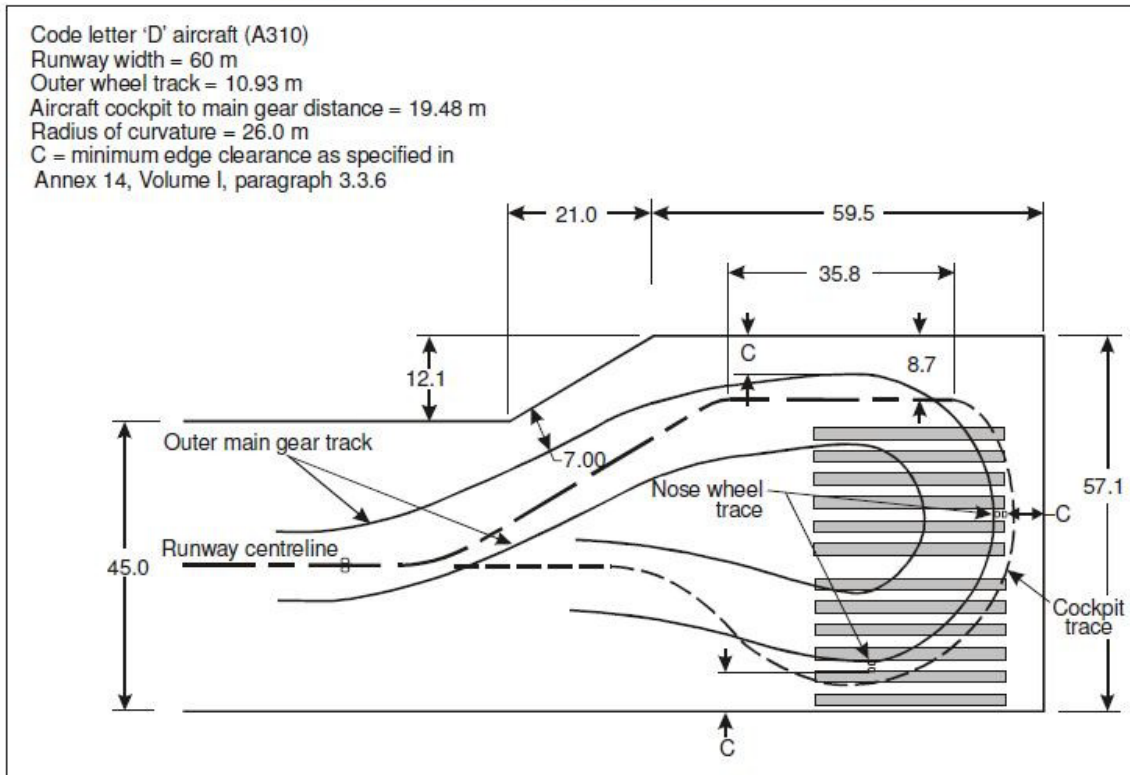 Code letter ‘D’ aircraft (A310)
Runway width = 60 m
Outer wheel track = 10.93 m
Aircraft cockpit to main gear distance = 19.48 m
Radius of curvature = 26.0 m
C = minimum edge clearance as specified in
Annex 14, Volume I, paragraph 3.3.6
21.0
59.5
35.8
C
8.7
12.1
Outer main gear track
7.00
Nose wheel
trace
57.1
C
Runway centreline
45.0
Cockpit
trace
C